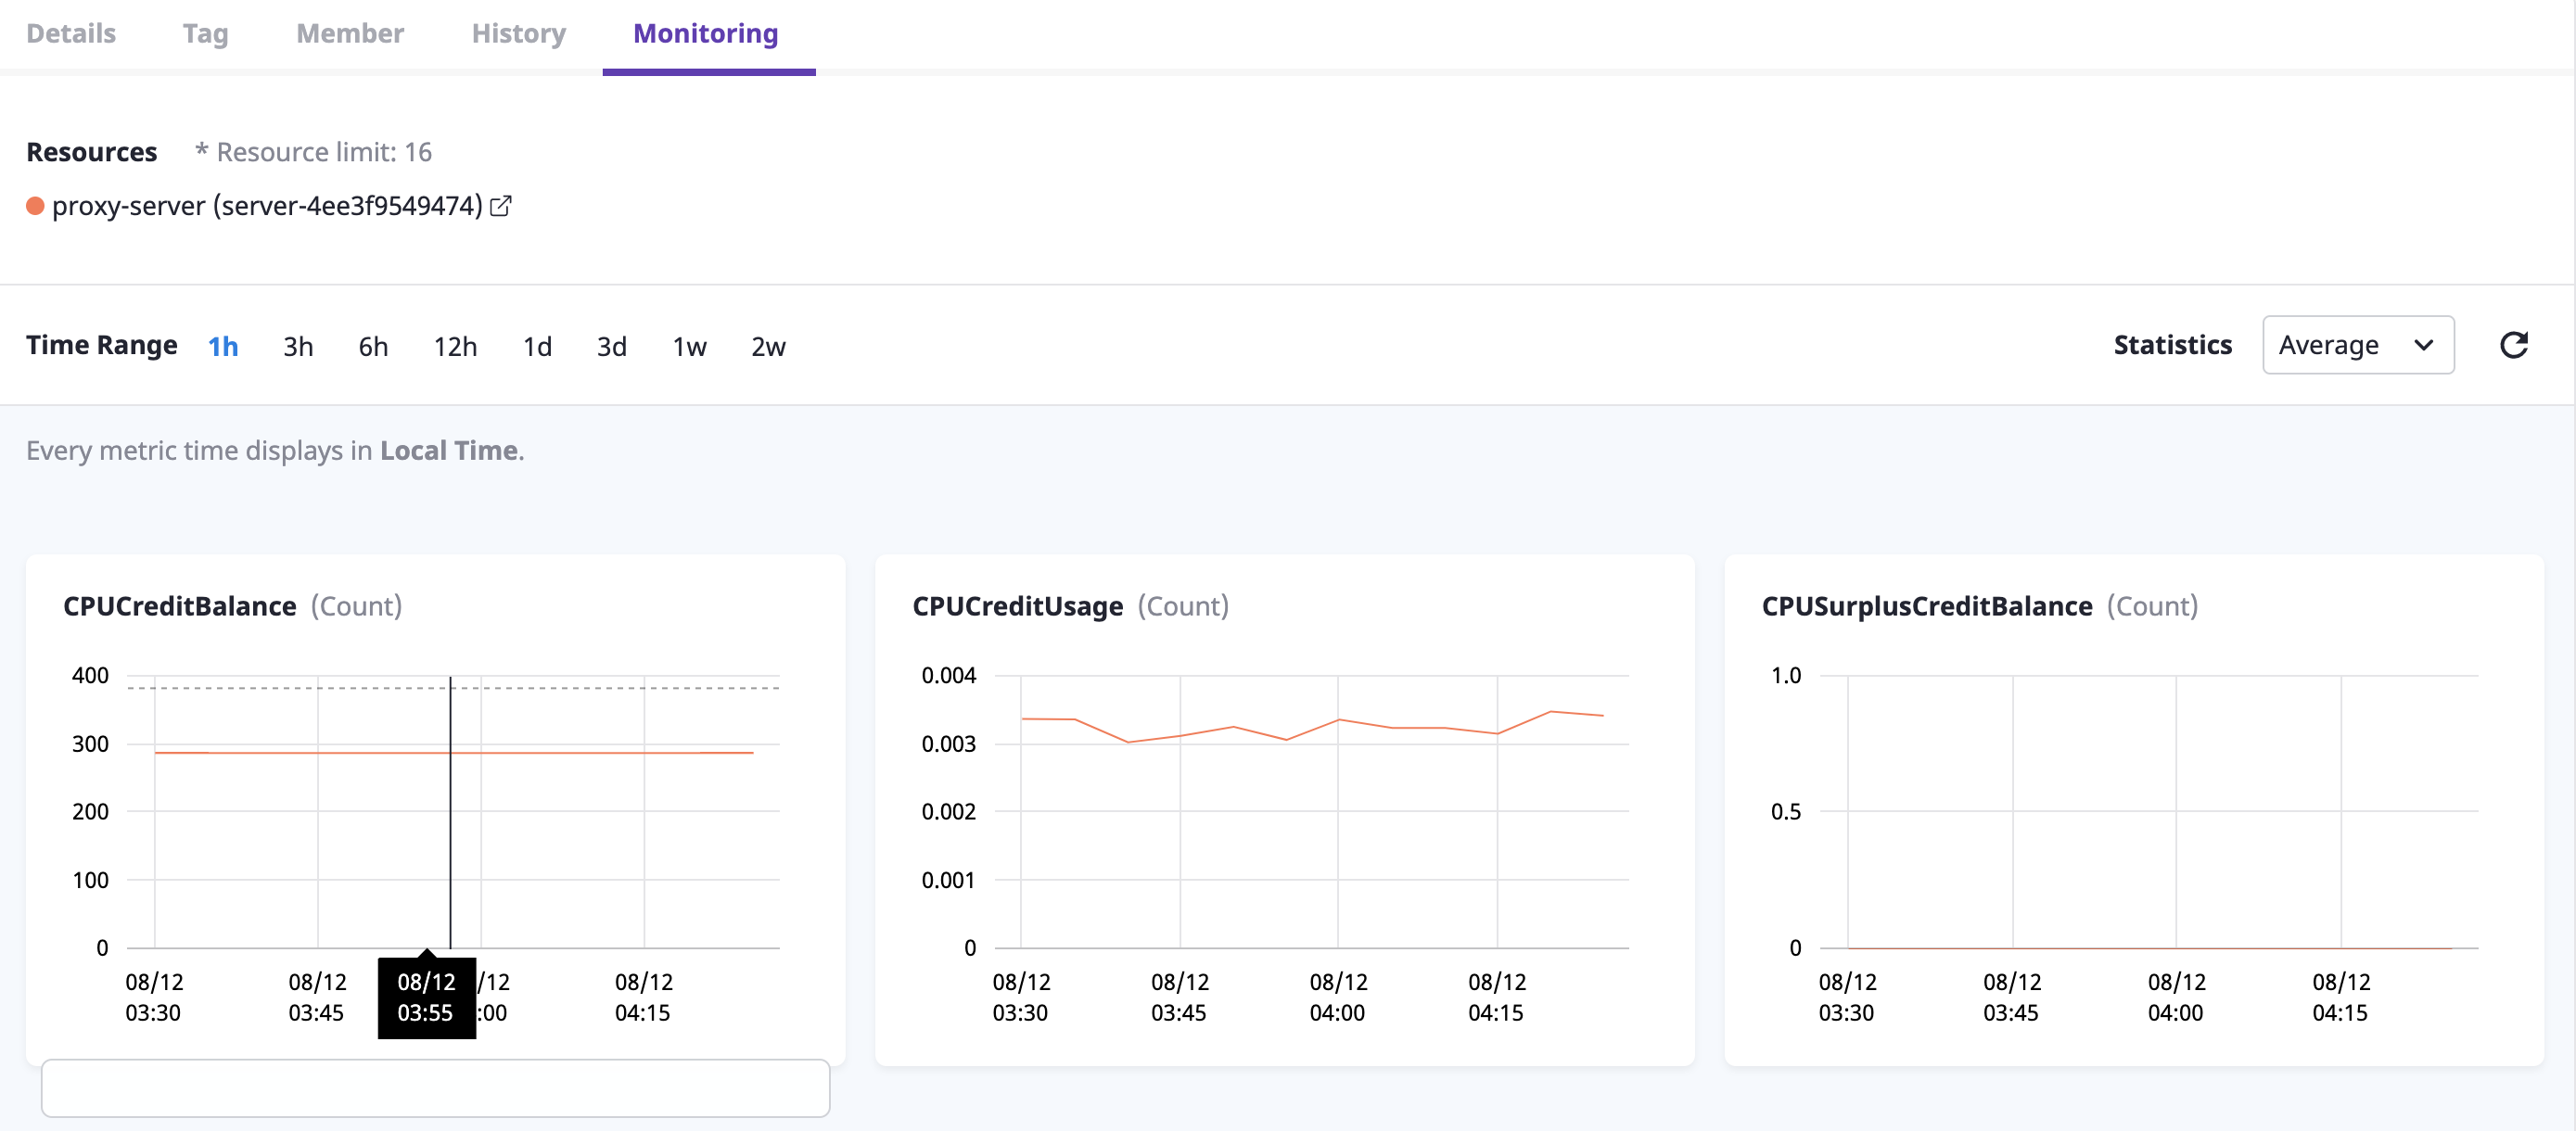 Details Tag Member History Monitoring
Resources * Resource limit: 16
proxy-server (server-4ee3f9549474)
Time Range 1h 3h 6h 12h 1d 3d 1w 2w Statistics Average
Every metric time displays in Local Time.
CPUCreditBalance (Count)
400
300
200
100
0
08/12 08/12 08/12 /12 08/12
03:30 03:45 03:55 :00 04:15
CPUCreditUsage (Count)
0.004
0.003
0.002
0.001
0
08/12 08/12 08/12 08/12
03:30 03:45 04:00 04:15
CPUSurplusCreditBalance (Count)
1.0
0.5
0
08/12 08/12 08/12 08/12
03:30 03:45 04:00 04:15